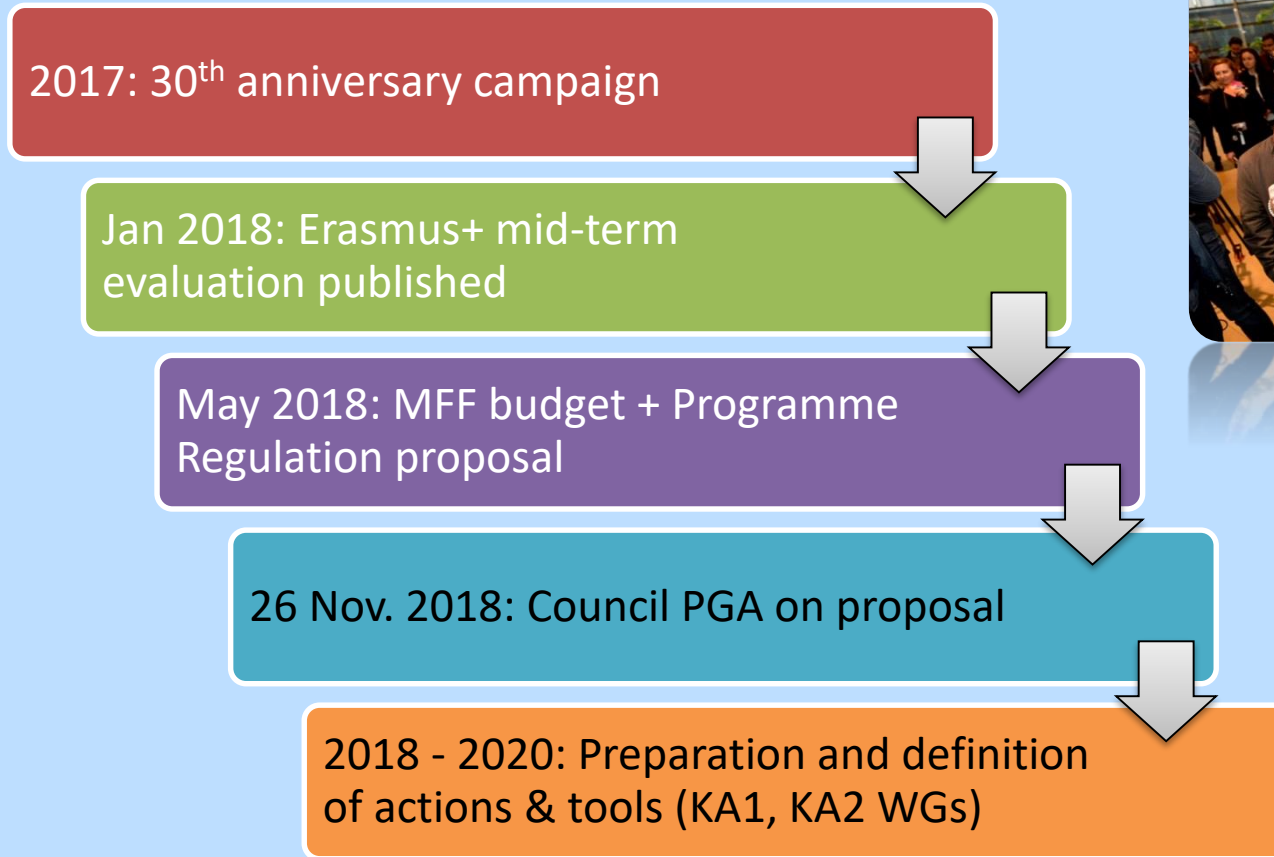 2017: 30th anniversary campaign
Jan 2018: Erasmus+ mid-term
evaluation published
May 2018: MFF budget + Programme
Regulation proposal
26 Nov. 2018: Council PGA on proposal
2018 - 2020: Preparation and definition
of actions & tools (KA1, KA2 WGs)